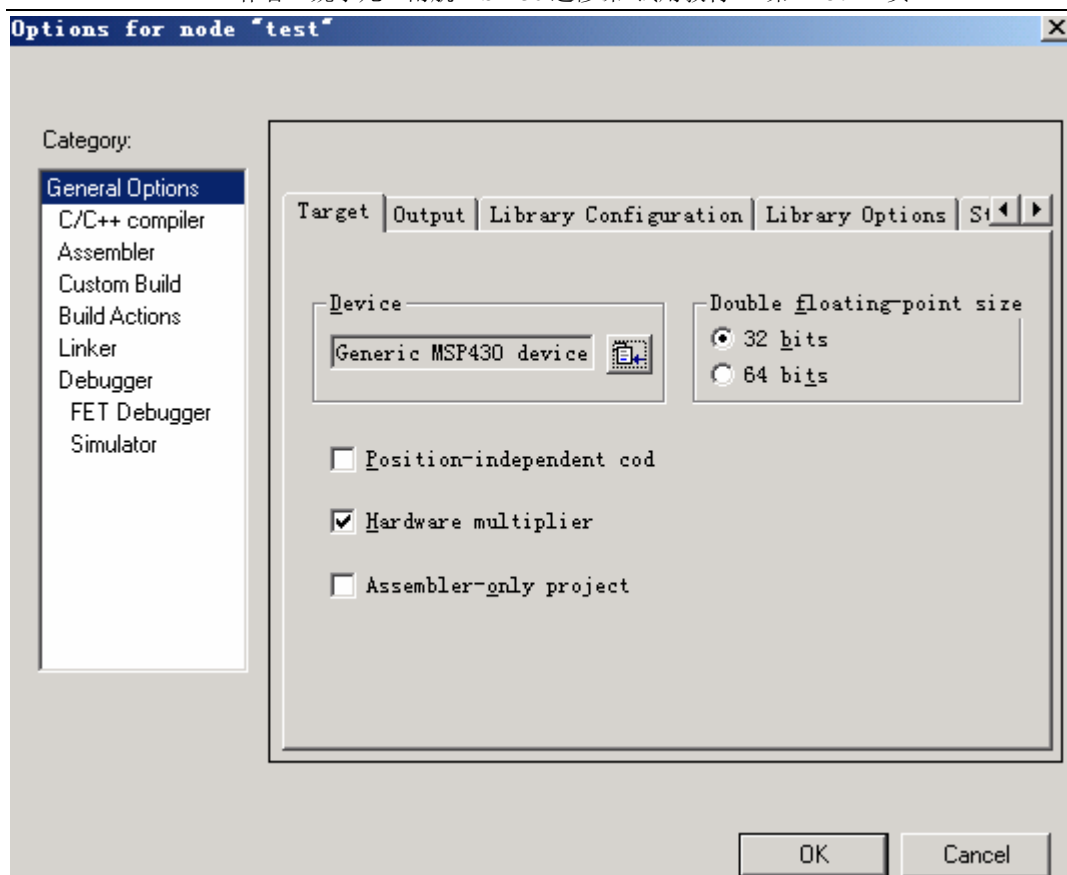 Options for node "test"
Category:
General Options
C/C++ compiler
Assembler
Custom Build
Build Actions
Linker
Debugger
FET Debugger
Simulator
Target Output Library Configuration Library Options
Device
Generic MSP430 device
Double floating-point size
32 bits
64 bits
Position-independent cod
Hardware multiplier
Assembler-only project
OK Cancel